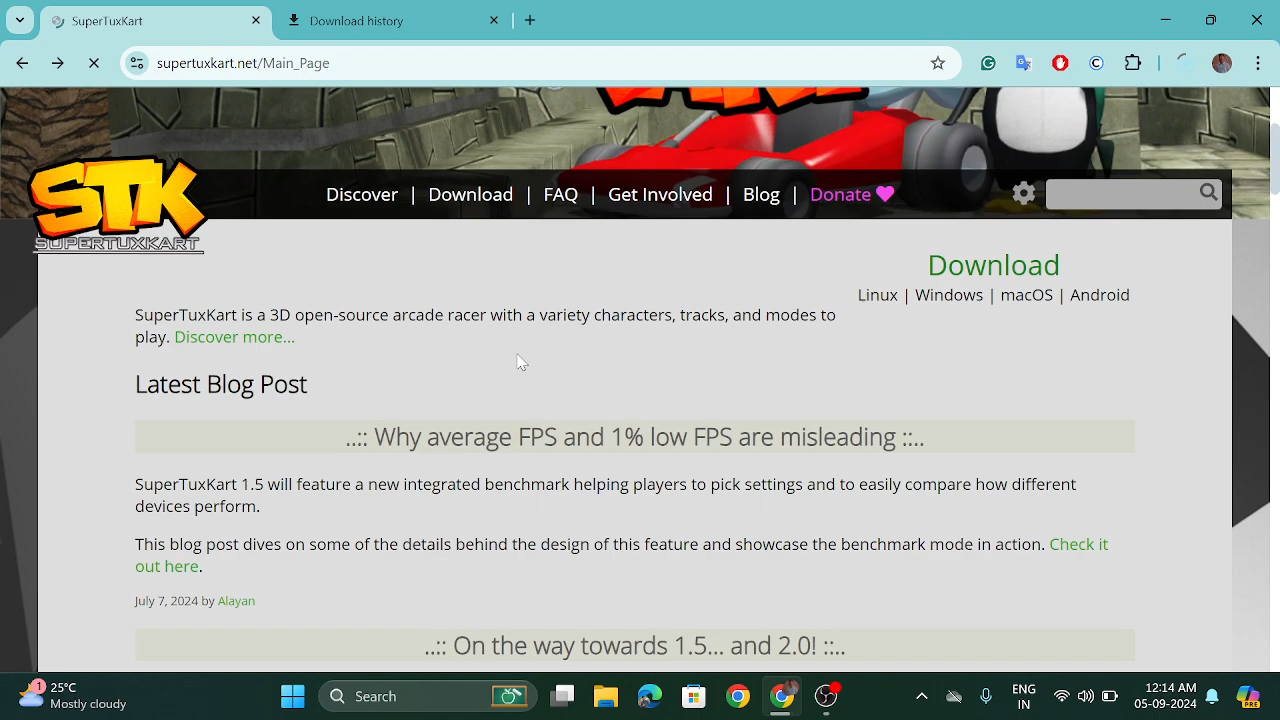 SuperTuxKart
Download history
supertuxkart.net/Main_Page
STK
SUPERTUXKART
Discover | Download | FAQ | Get Involved | Blog | Donate
Download
Linux | Windows | macOS | Android
SuperTuxKart is a 3D open-source arcade racer with a variety characters, tracks, and modes to
play. Discover more...
Latest Blog Post
..:: Why average FPS and 1% low FPS are misleading ::..
SuperTuxKart 1.5 will feature a new integrated benchmark helping players to pick settings and to easily compare how different
devices perform.
This blog post dives on some of the details behind the design of this feature and showcase the benchmark mode in action. Check it
out here.
July 7, 2024 by Alayan
..:: On the way towards 1.5... and 2.0! ::..
1
25°C
Mostly cloudy
Search
ENG
IN
12:14 AM
05-09-2024
PRE